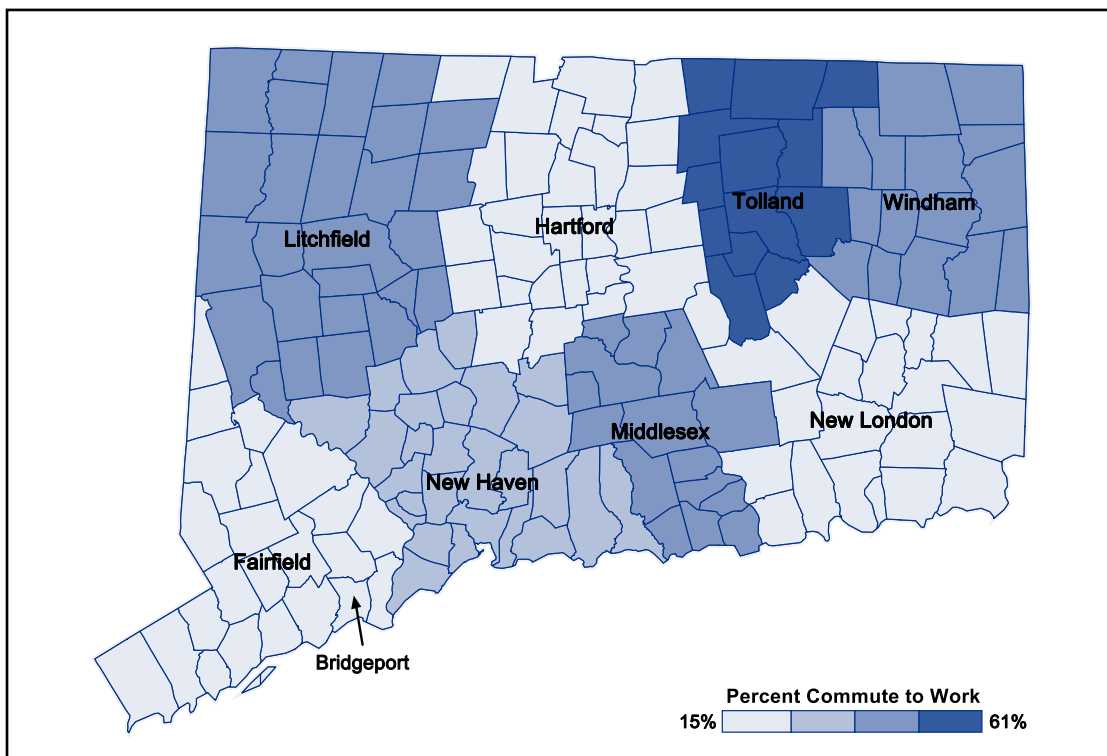 Tolland
Windham
Hartford
Litchfield
New London
Middlesex
New Haven
Fairfield
Bridgeport
Percent Commute to Work
15% 61%